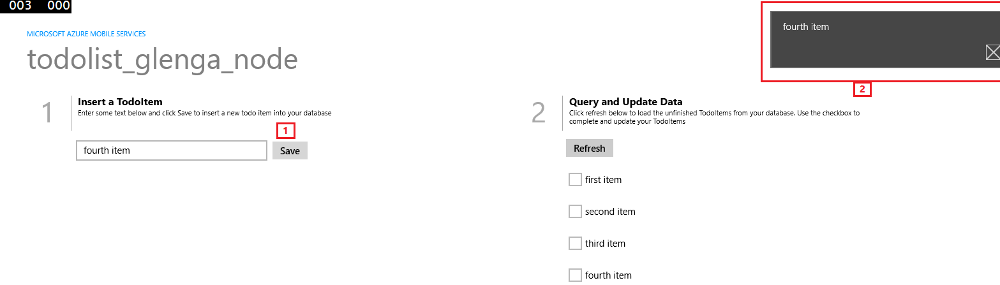 003 000
fourth item
MICROSOFT AZURE MOBILE SERVICES
todolist_glenga_node
2
1
Insert a TodoItem
Enter some text below and click Save to insert a new todo item into your database
1
fourth item
Save
2
Query and Update Data
Click refresh below to load the unfinished TodoItems from your database. Use the checkbox to
complete and update your TodoItems
Refresh
first item
second item
third item
fourth item